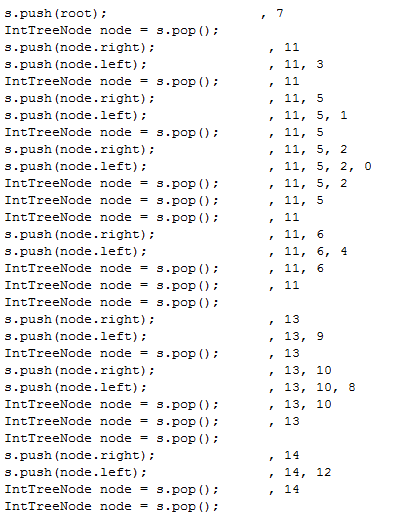 s.push(root);                   , 7
IntTreeNode node = s.pop();
s.push(node.right);             , 11
s.push(node.left);              , 11, 3
IntTreeNode node = s.pop();     , 11
s.push(node.right);             , 11, 5
s.push(node.left);              , 11, 5, 1
IntTreeNode node = s.pop();     , 11, 5
s.push(node.right);             , 11, 5, 2
s.push(node.left);              , 11, 5, 2, 0
IntTreeNode node = s.pop();     , 11, 5, 2
IntTreeNode node = s.pop();     , 11, 5
IntTreeNode node = s.pop();     , 11
s.push(node.right);             , 11, 6
s.push(node.left);              , 11, 6, 4
IntTreeNode node = s.pop();     , 11, 6
IntTreeNode node = s.pop();     , 11
IntTreeNode node = s.pop();
s.push(node.right);             , 13
s.push(node.left);              , 13, 9
IntTreeNode node = s.pop();     , 13
s.push(node.right);             , 13, 10
s.push(node.left);              , 13, 10, 8
IntTreeNode node = s.pop();     , 13, 10
IntTreeNode node = s.pop();     , 13
IntTreeNode node = s.pop();
s.push(node.right);             , 14
s.push(node.left);              , 14, 12
IntTreeNode node = s.pop();     , 14
IntTreeNode node = s.pop();